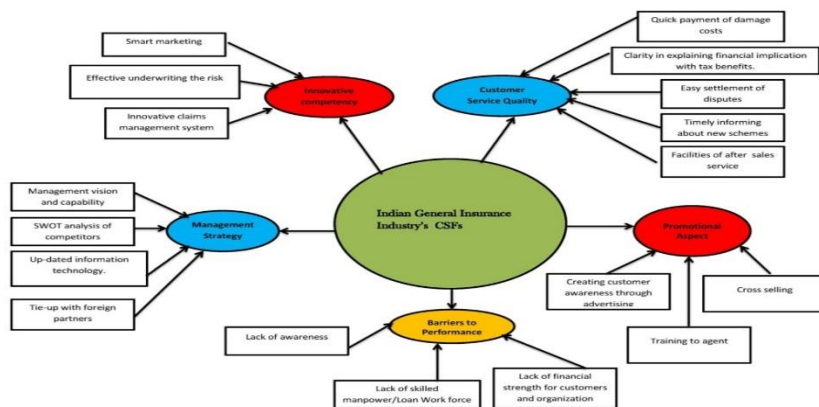 Quick payment of damage
costs
Smart marketing
Clarity in explaining financial implication
with tax benefits.
Effective underwriting the risk
Innovative
competency
Customer
Service Quality
Easy settlement of
disputes
Innovative claims
management system
Timely informing
about new schemes
Facilities of after sales
service
Management vision
and capability
SWOT analysis of
competitors
Management
Strategy
Up-dated information
technology.
Tie-up with foreign
partners
Indian General Insurance
Industry's CSFs
Promotional
Aspect
Creating customer
awareness through
advertising
Cross selling
Training to agent
Barriers to
Performance
Lack of awareness
Lack of skilled
manpower/Loan Work force
Lack of financial
strength for customers
and organization